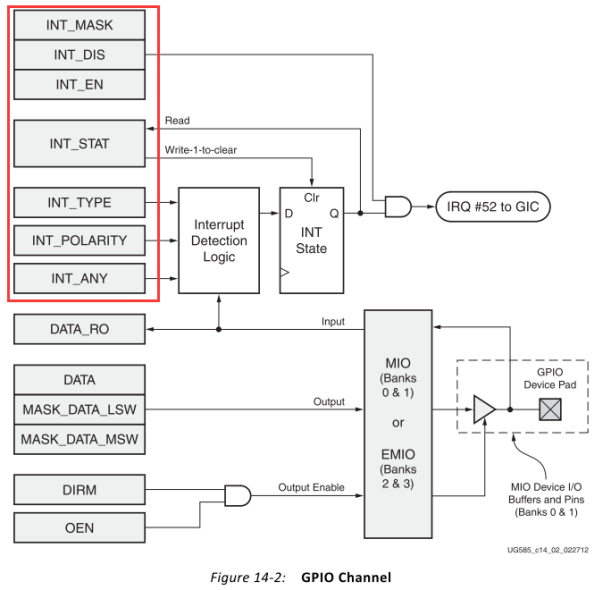 INT_MASK
INT_DIS
INT_EN
INT_STAT
Read
Write-1-to-clear
INT_TYPE
INT_POLARITY
INT_ANY
Interrupt
Detection
Logic
Clr
D
Q
INT
State
IRQ #52 to GIC
DATA_RO
Input
DATA
MASK_DATA_LSW
MASK_DATA_MSW
Output
MIO
(Banks
0 & 1)
or
EMIO
(Banks
2 & 3)
GPIO
Device Pad
DIRM
OEN
Output Enable
MIO Device I/O
Buffers and Pins
(Banks 0 & 1)
UG585_c14_02_022712
Figure 14-2: GPIO Channel